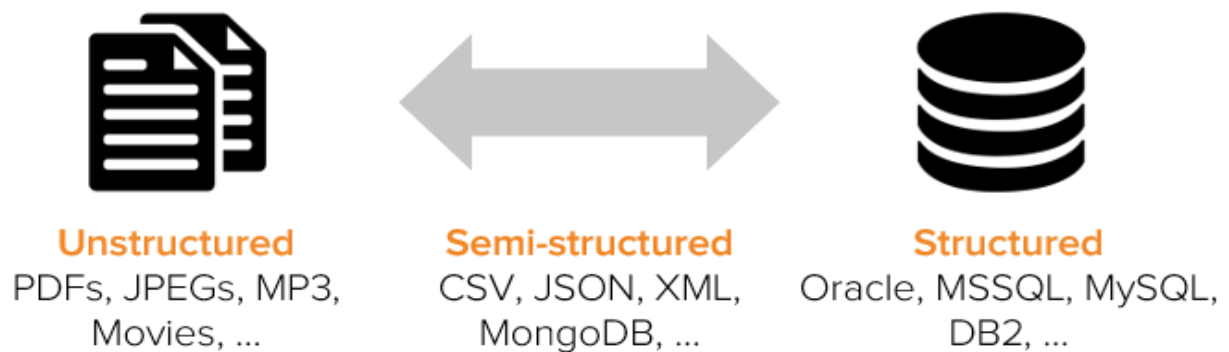 Unstructured
PDFs, JPEGs, MP3,
Movies, ...
Semi-structured
CSV, JSON, XML,
MongoDB, ...
Structured
Oracle, MSSQL, MySQL,
DB2, ...